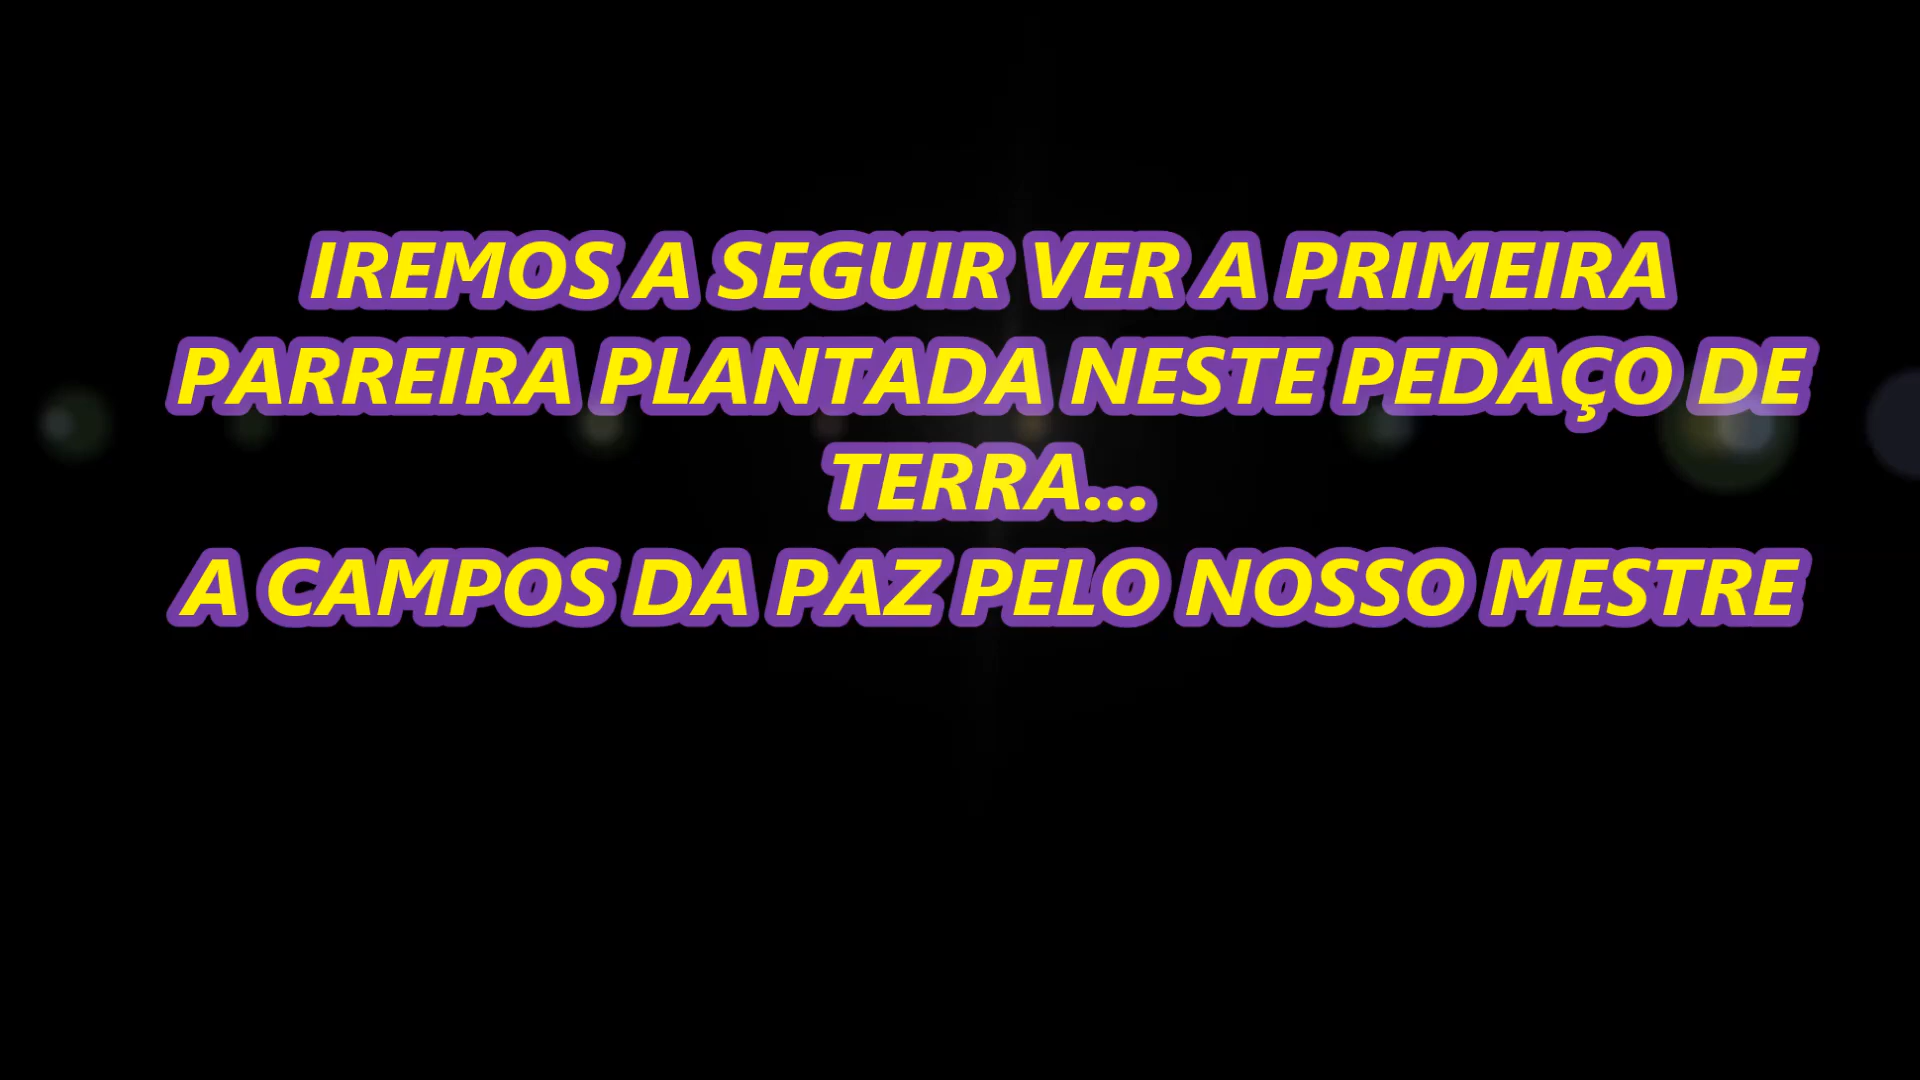 IREMOS A SEGUIR VER A PRIMEIRA
PARREIRA PLANTADA NESTE PEDAÇO DE
TERRA...
A CAMPOS DA PAZ PELO NOSSO MESTRE